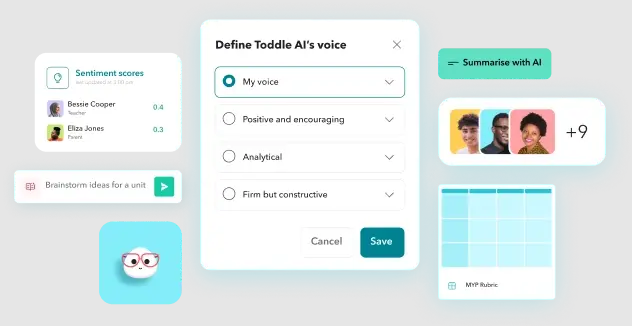 Sentiment scores
Bessie Cooper
Teacher
0.4
Eliza Jones
Parent
0.3
Brainstorm ideas for a unit
Define Toddle AI's voice
My voice
Positive and encouraging
Analytical
Firm but constructive
Cancel
Save
Summarise with AI
+9
MYP Rubric